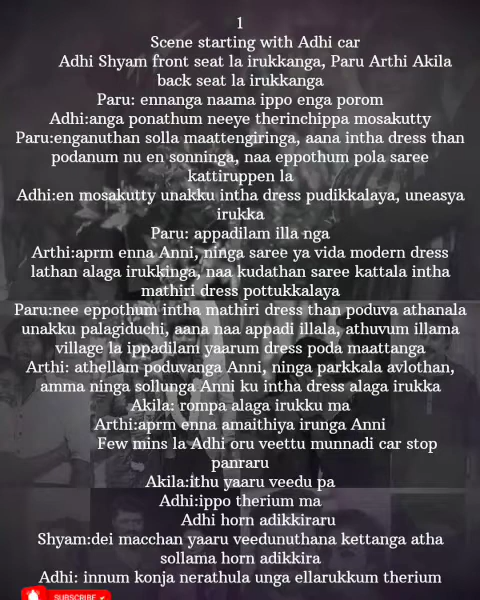 1
Scene starting with Adhi car
Adhi Shyam front seat la irukkanga, Paru Arthi Akila
back seat la irukkanga
Paru: ennanga naama ippo enga porom
Adhi:anga ponathum neeye therinchippa mosakutty
Paru:enganuthan solla maattengiringa, aana intha dress than
podanum nu en sonninga, naa eppothum pola saree
kattiruppen la
Adhi:en mosakutty unakku intha dress pudikkalaya, uneasya
irukka
Paru: appadilam illa nga
Arthi:aprm enna Anni, ninga saree ya vida modern dress
lathan alaga irukkinga, naa kudathan saree kattala intha
mathiri dress pottukkalaya
Paru:nee eppothum intha mathiri dress than poduva athanala
unakku palagiduchi, aana naa appadi illala, athuvum illama
village la ippadilam yaarum dress poda maattanga
Arthi: athellam poduvanga Anni, ninga parkkala avlothan,
amma ninga sollunga Anni ku intha dress alaga irukka
Akila: rompa alaga irukku ma
Arthi:aprm enna amaithiya irunga Anni
Few mins la Adhi oru veettu munnadi car stop
panraru
Akila:ithu yaaru veedu pa
Adhi:ippo therium ma
Adhi horn adikkiraru
Shyam:dei macchan yaaru veedunuthana kettanga atha
sollama horn adikkira
Adhi: innum konja nerathula unga ellarukkum therium
SUBSCRIBE